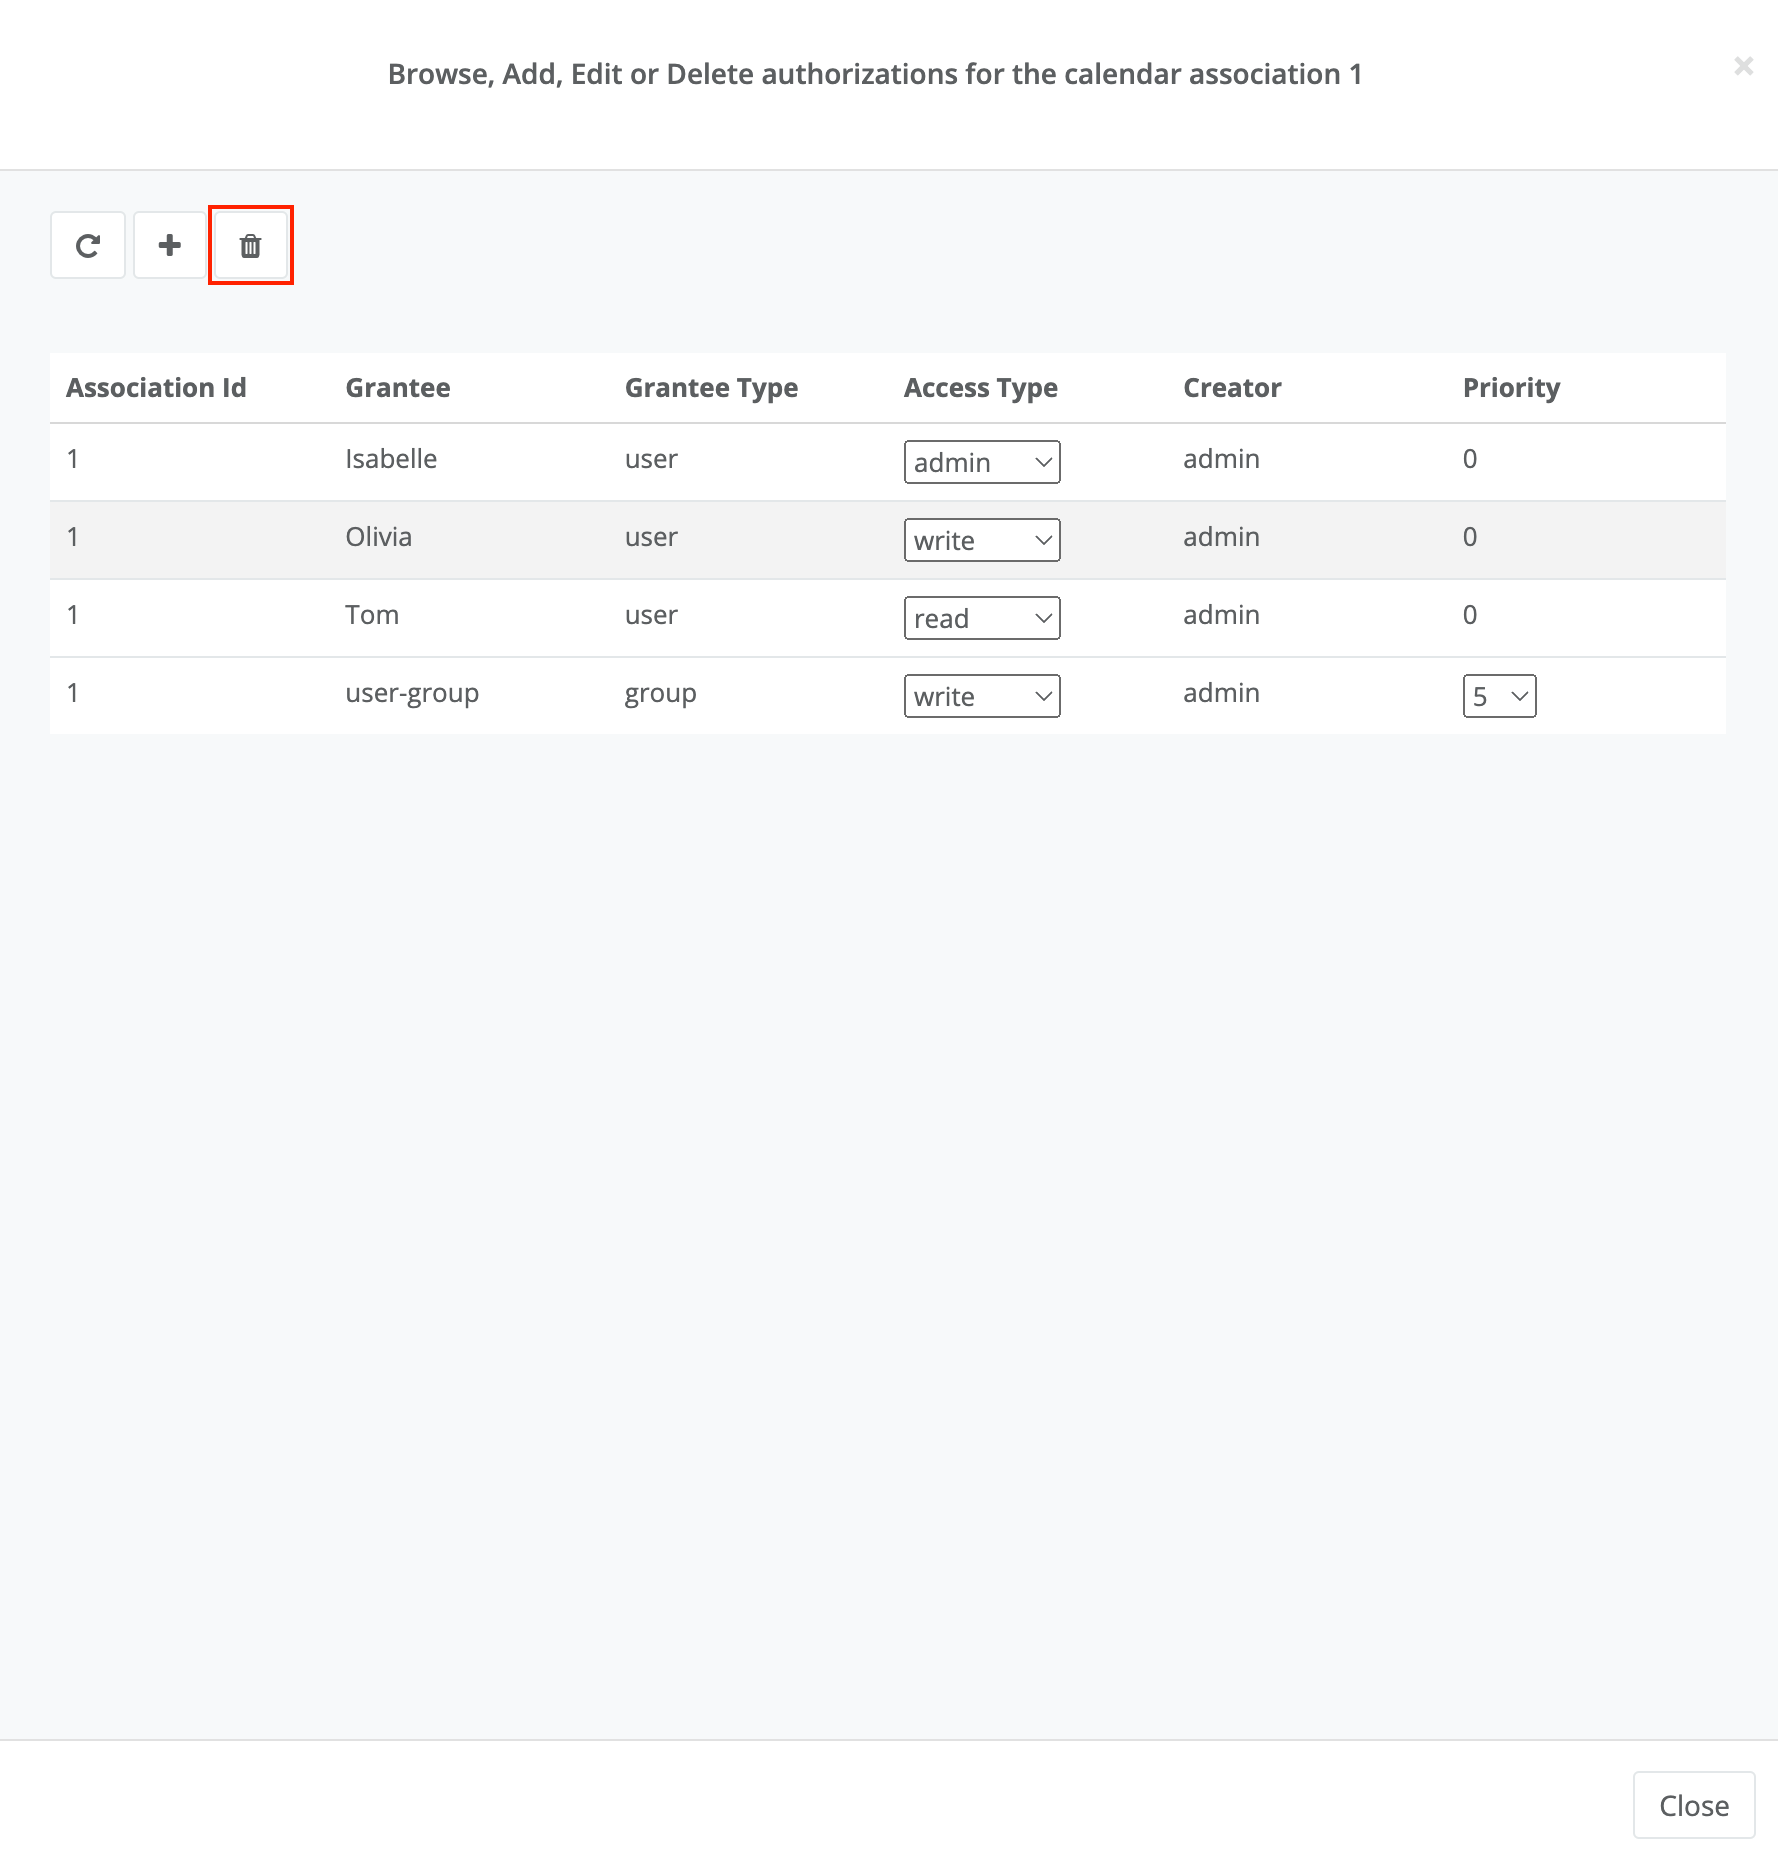 Browse, Add, Edit or Delete authorizations for the calendar association 1
Association Id Grantee Grantee Type Access Type Creator Priority
1 Isabelle user admin admin 0
1 Olivia user write admin 0
1 Tom user read admin 0
1 user-group group write admin 5
Close